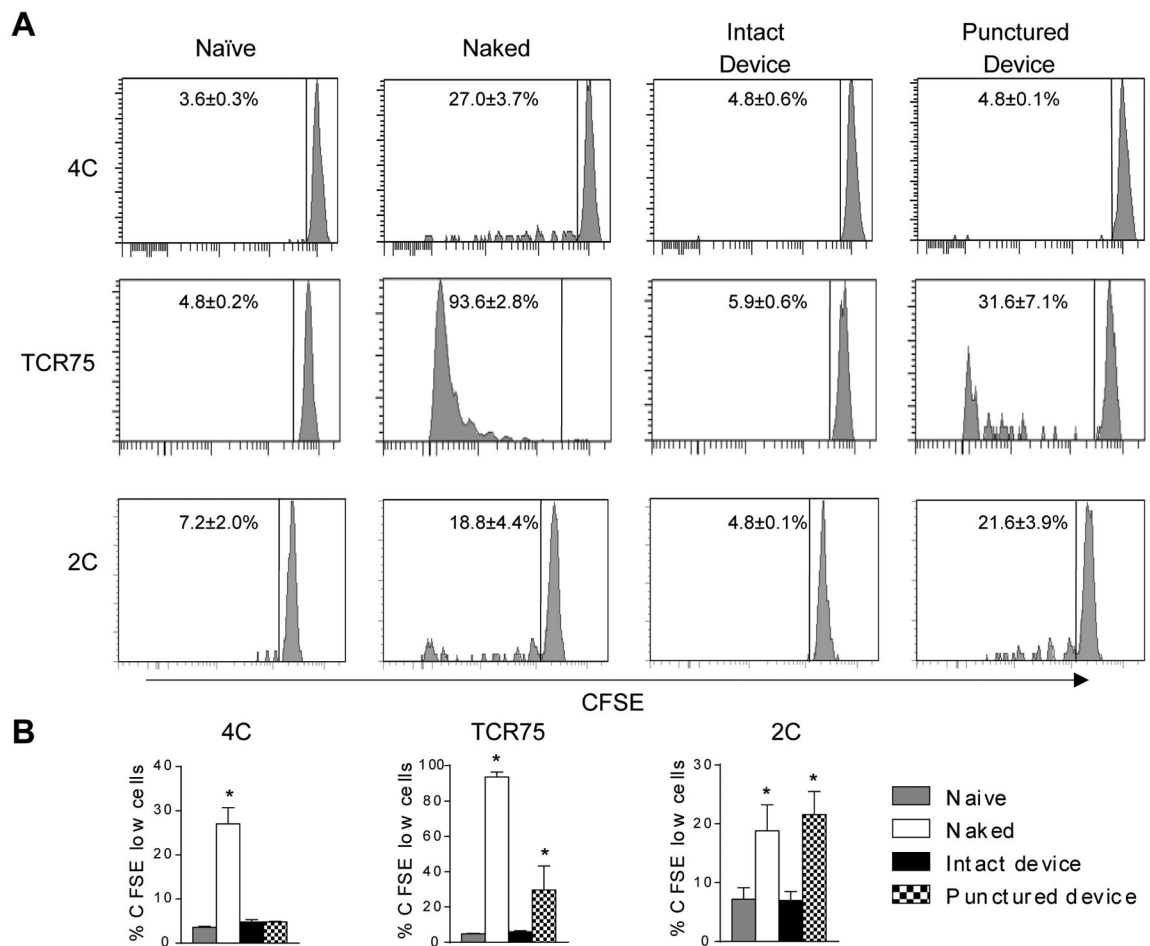 A
Naïve
Naked
Intact
Device
Punctured
Device
4C
3.6±0.3%
27.0±3.7%
4.8±0.6%
4.8±0.1%
TCR75
4.8±0.2%
93.6±2.8%
5.9±0.6%
31.6±7.1%
2C
7.2±2.0%
18.8±4.4%
4.8±0.1%
21.6±3.9%
CFSE
B
4C
% CFSE low cells
40
30
20
10
0
*
TCR75
% CFSE low cells
100
80
60
40
20
0
*
*
2C
% CFSE low cells
30
20
10
0
*
*
Naive
Naked
Intact device
Punctured device